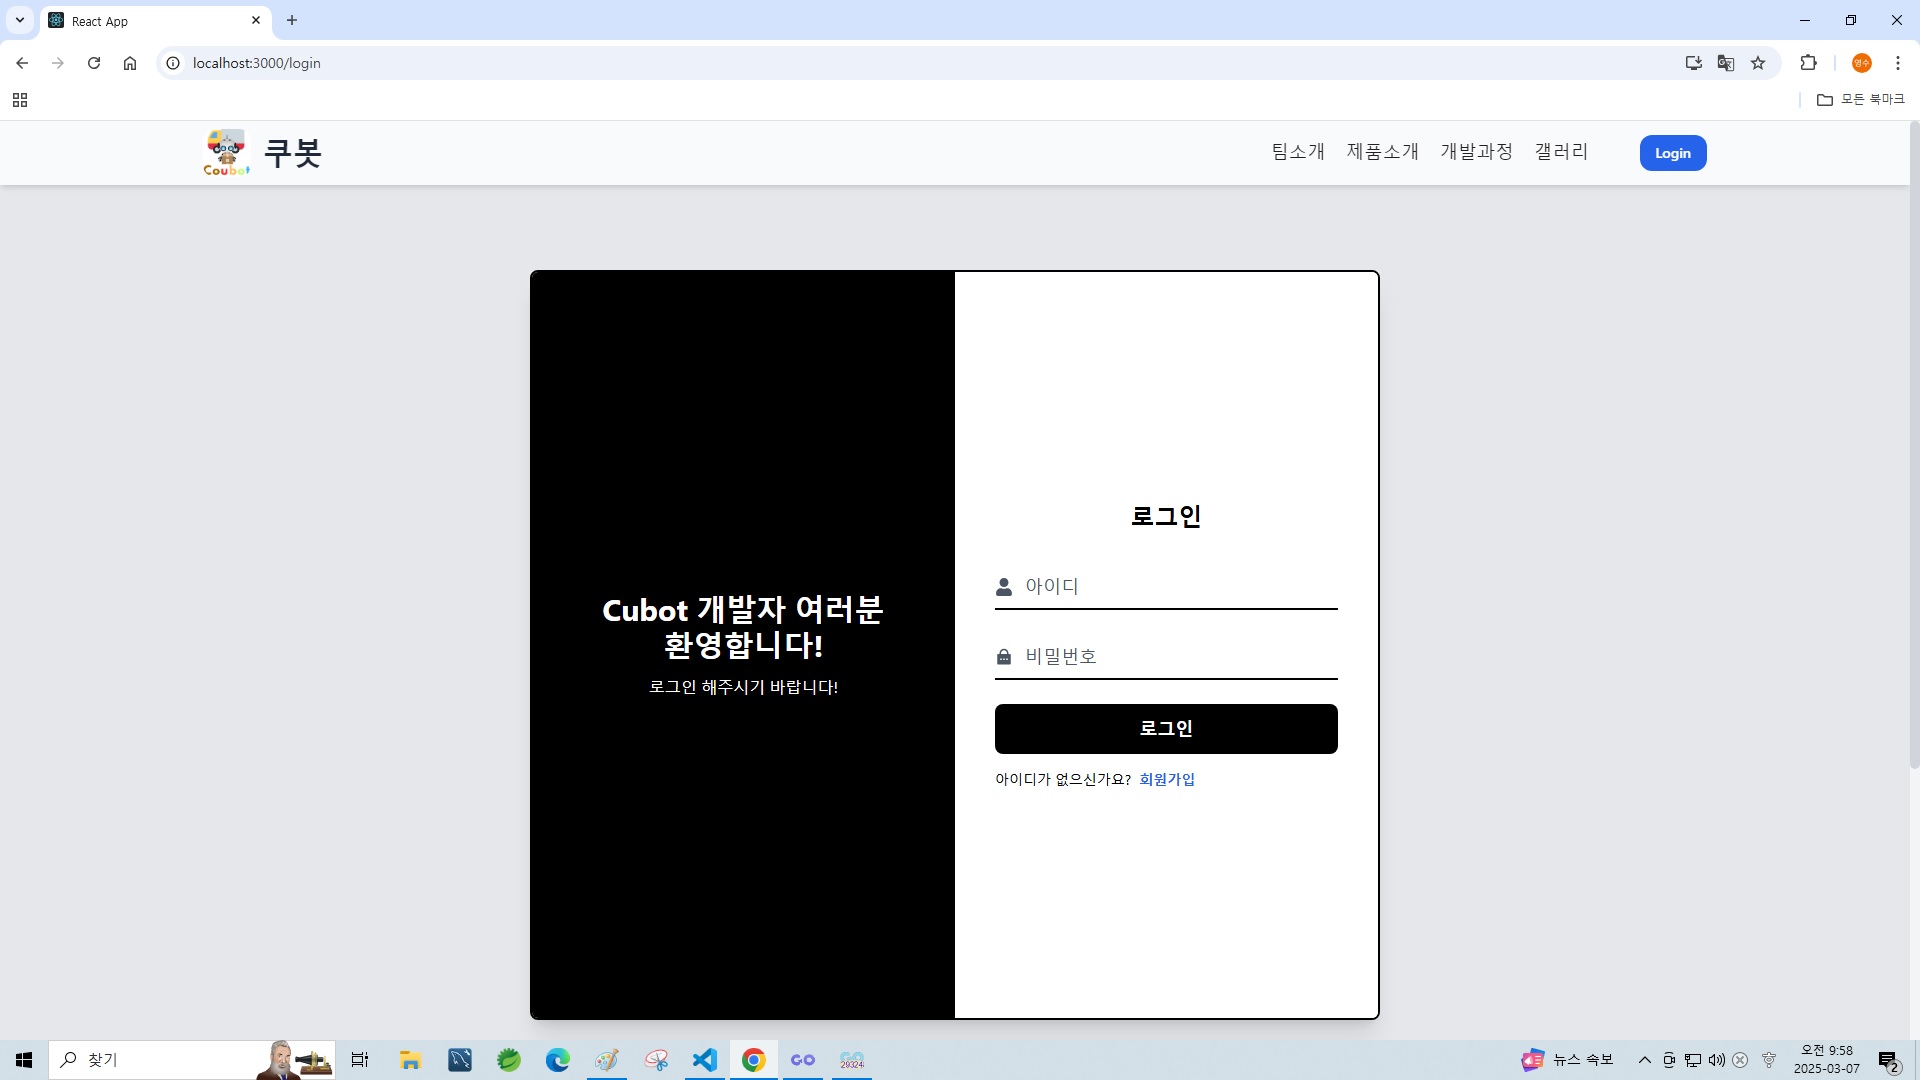 React App
localhost:3000/login
영수
모든 북마크
Coubot
쿠봇
팀소개
제품소개
개발과정
갤러리
Login
Cubot 개발자 여러분
환영합니다!
로그인 해주시기 바랍니다!
로그인
아이디
비밀번호
로그인
아이디가 없으신가요? 회원가입
찾기
29324
뉴스 속보
오전 9:58
2025-03-07
2